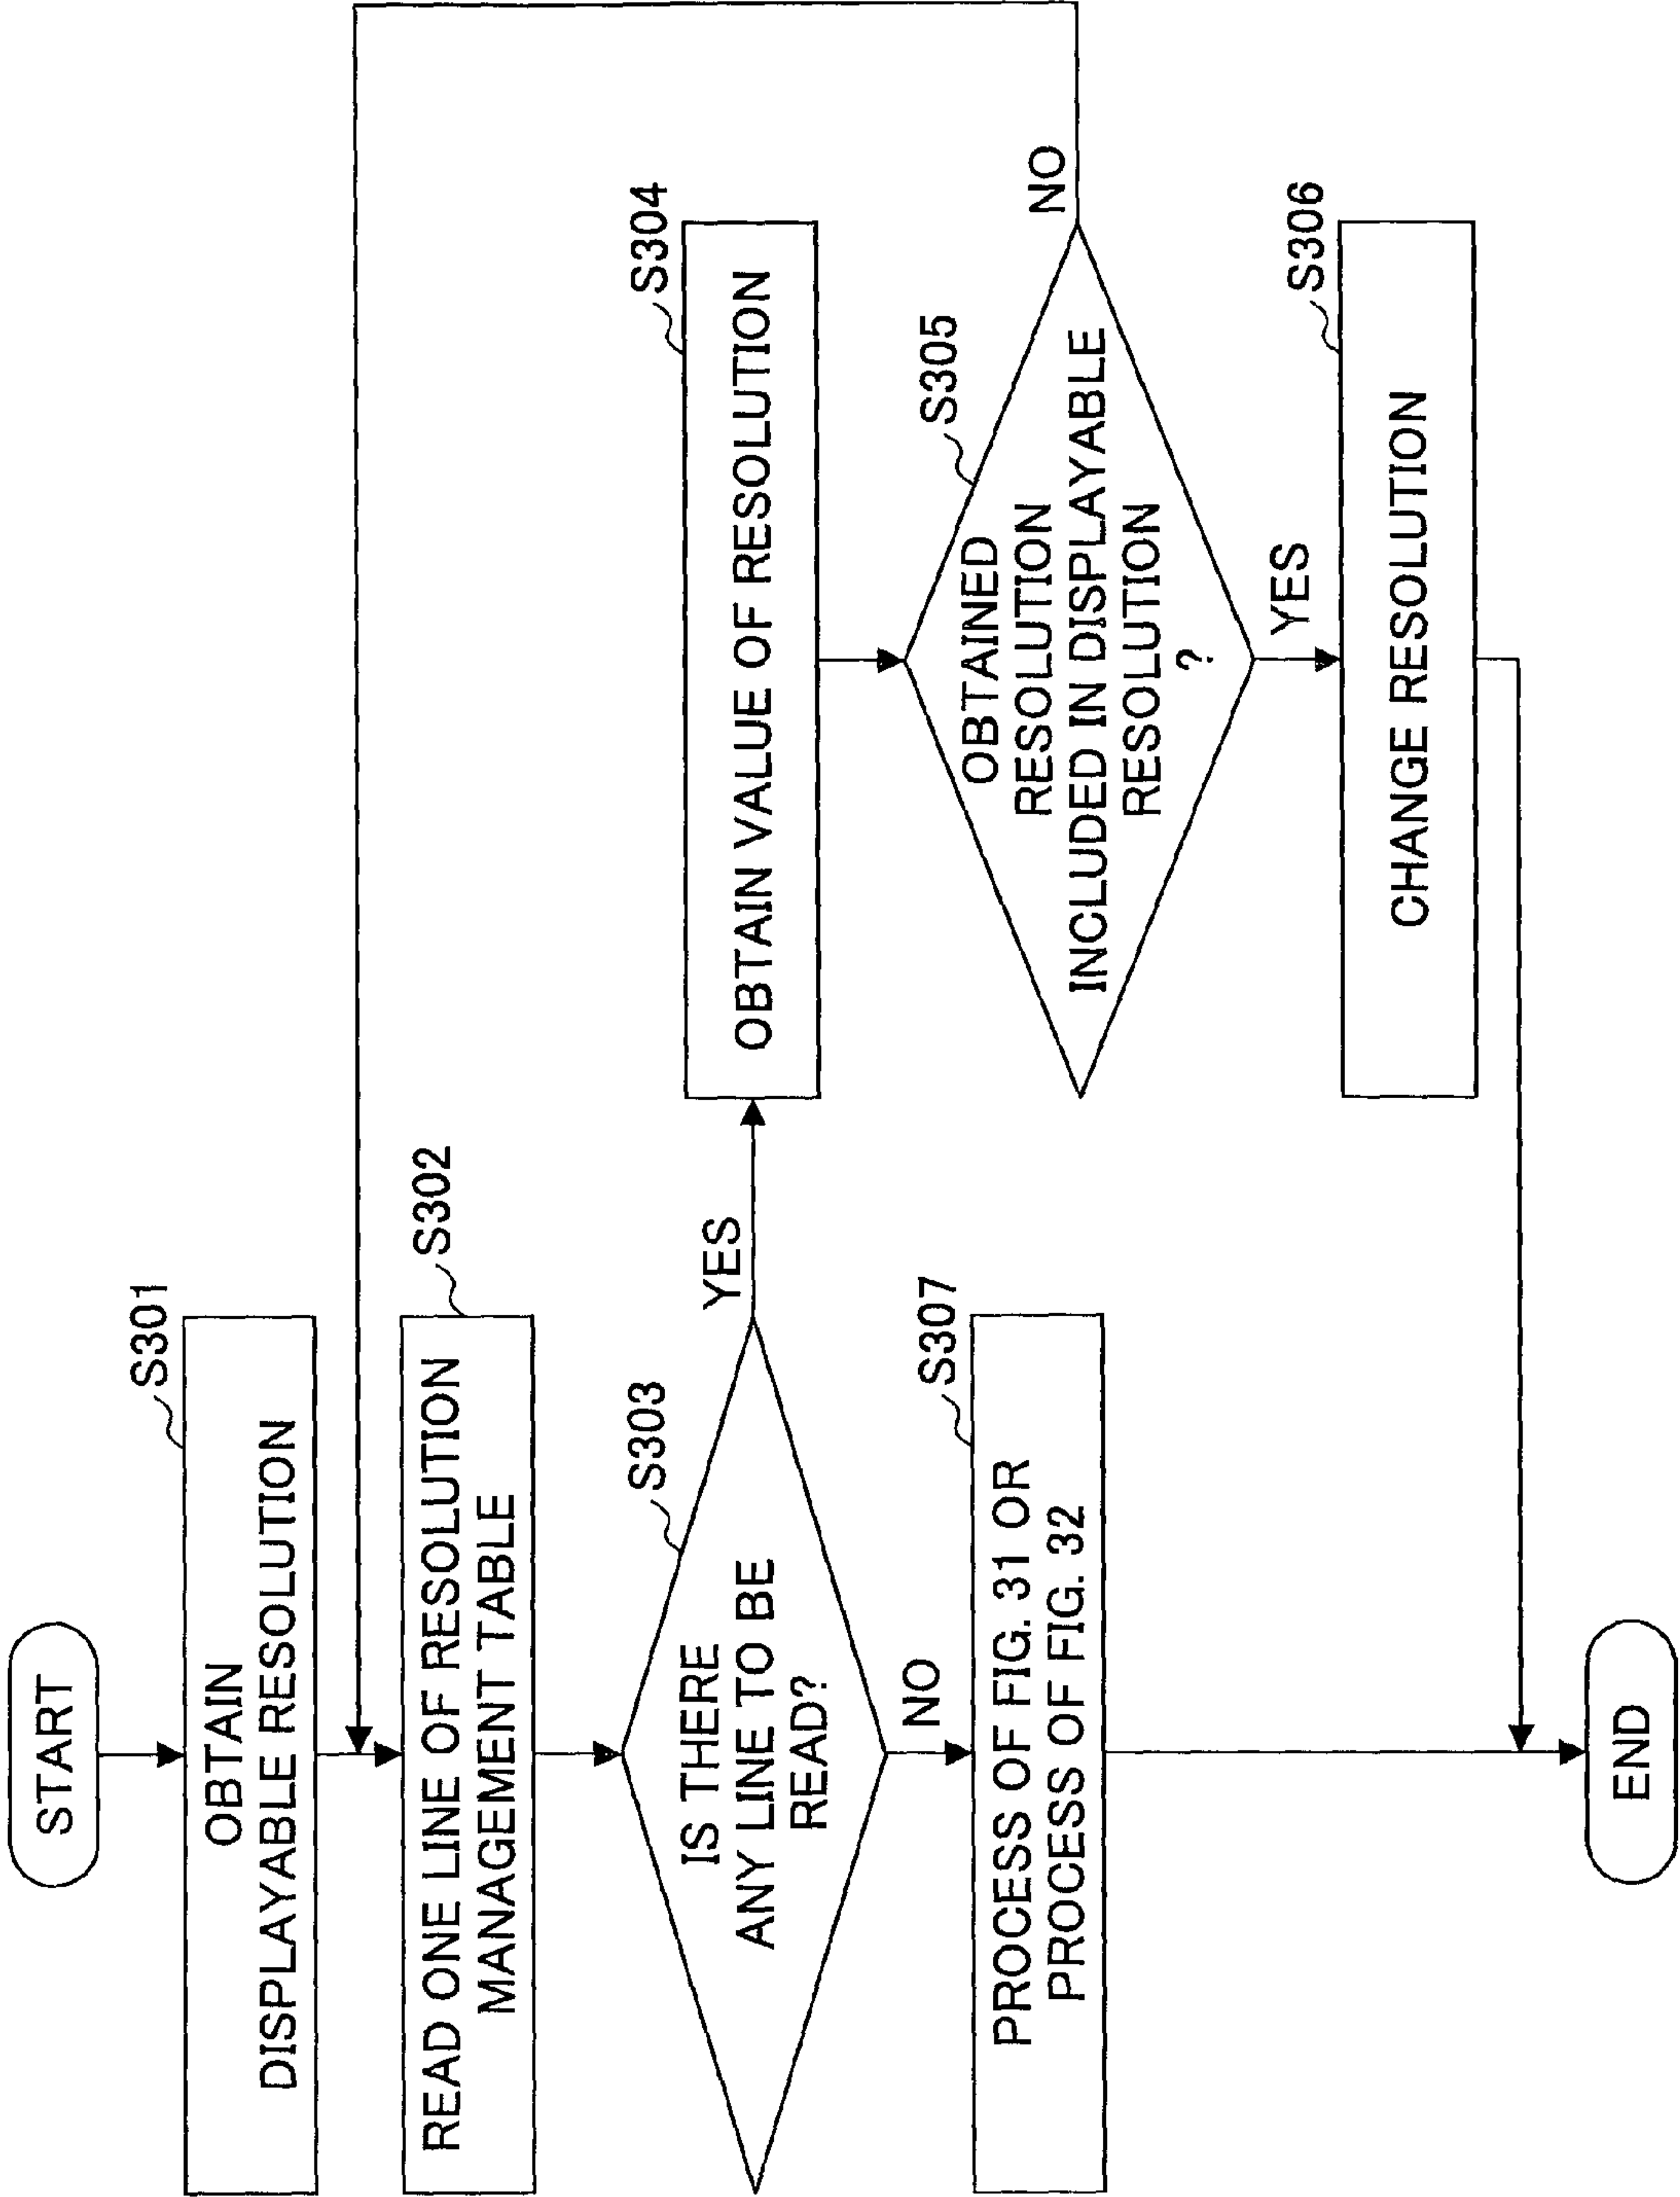 START
S301
OBTAIN
DISPLAYABLE RESOLUTION
S302
READ ONE LINE OF RESOLUTION
MANAGEMENT TABLE
S303
IS THERE
ANY LINE TO BE
READ?
YES
NO
S307
PROCESS OF FIG. 31 OR
PROCESS OF FIG. 32
S304
OBTAIN VALUE OF RESOLUTION
S305
OBTAINED
RESOLUTION
INCLUDED IN DISPLAYABLE
RESOLUTION
?
NO
YES
S306
CHANGE RESOLUTION
END